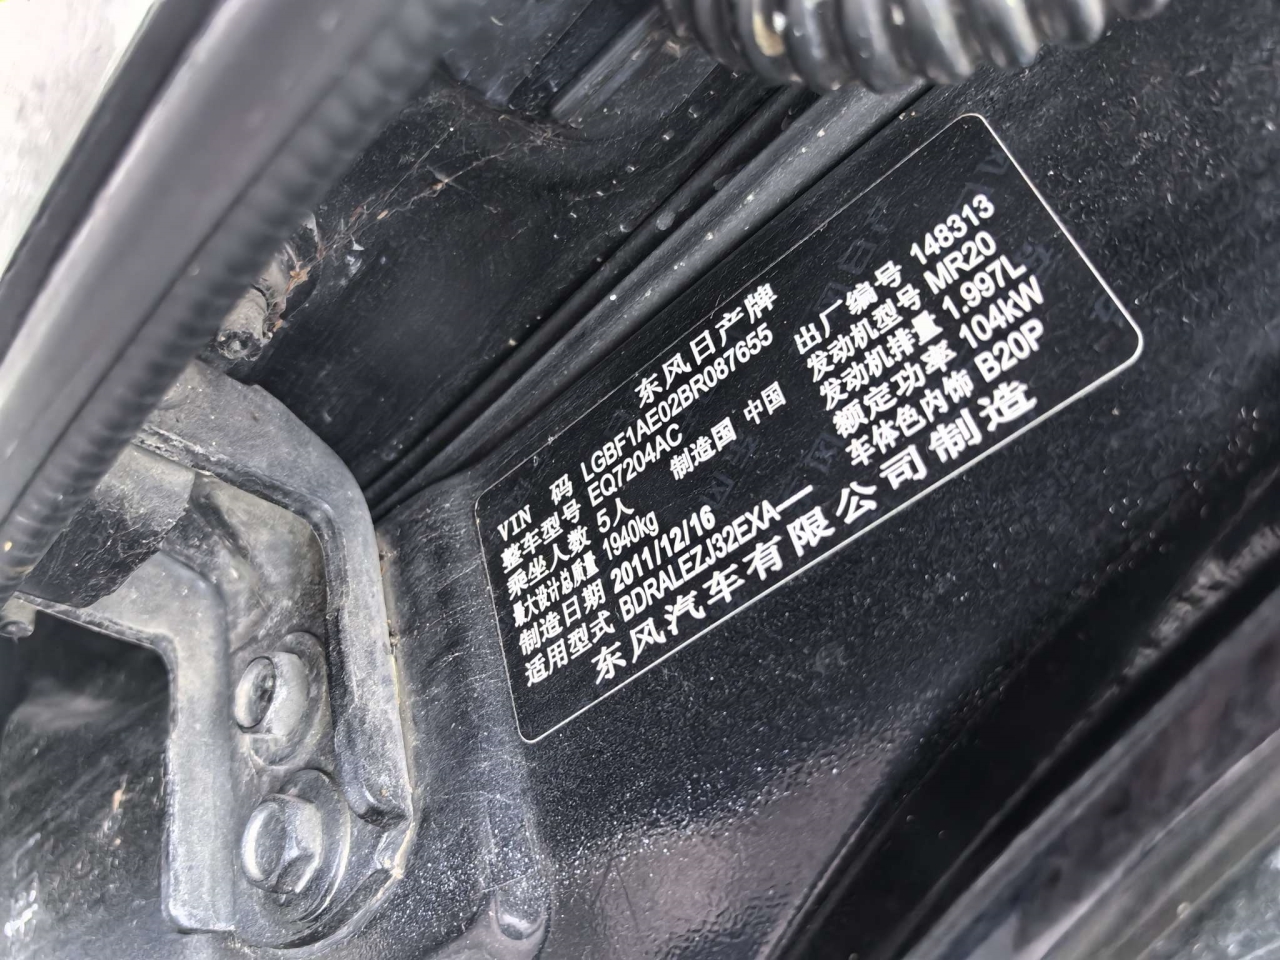 东风日产牌
VIN 码 LGBF1AE02BR087655
整车型号 EQ7204AC
乘坐人数 5人 制造国 中国
最大设计总质量 1940kg
制造日期 2011/12/16
适用型式 BDRALEZJ32EXA—
出厂编号 148313
发动机型号 MR20
发动机排量 1.997L
额定功率 104kW
车体色内饰 B20P
东风汽车有限公司制造